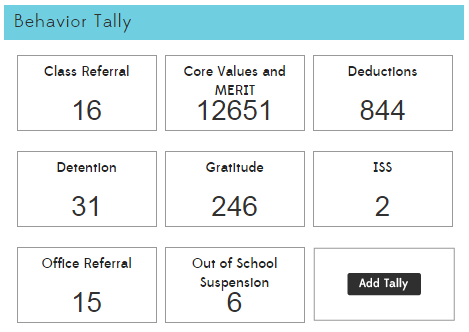 Behavior Tally
Class Referral
16
Core Values and
MERIT
12651
Deductions
844
Detention
31
Gratitude
246
ISS
2
Office Referral
15
Out of School
Suspension
6
Add Tally